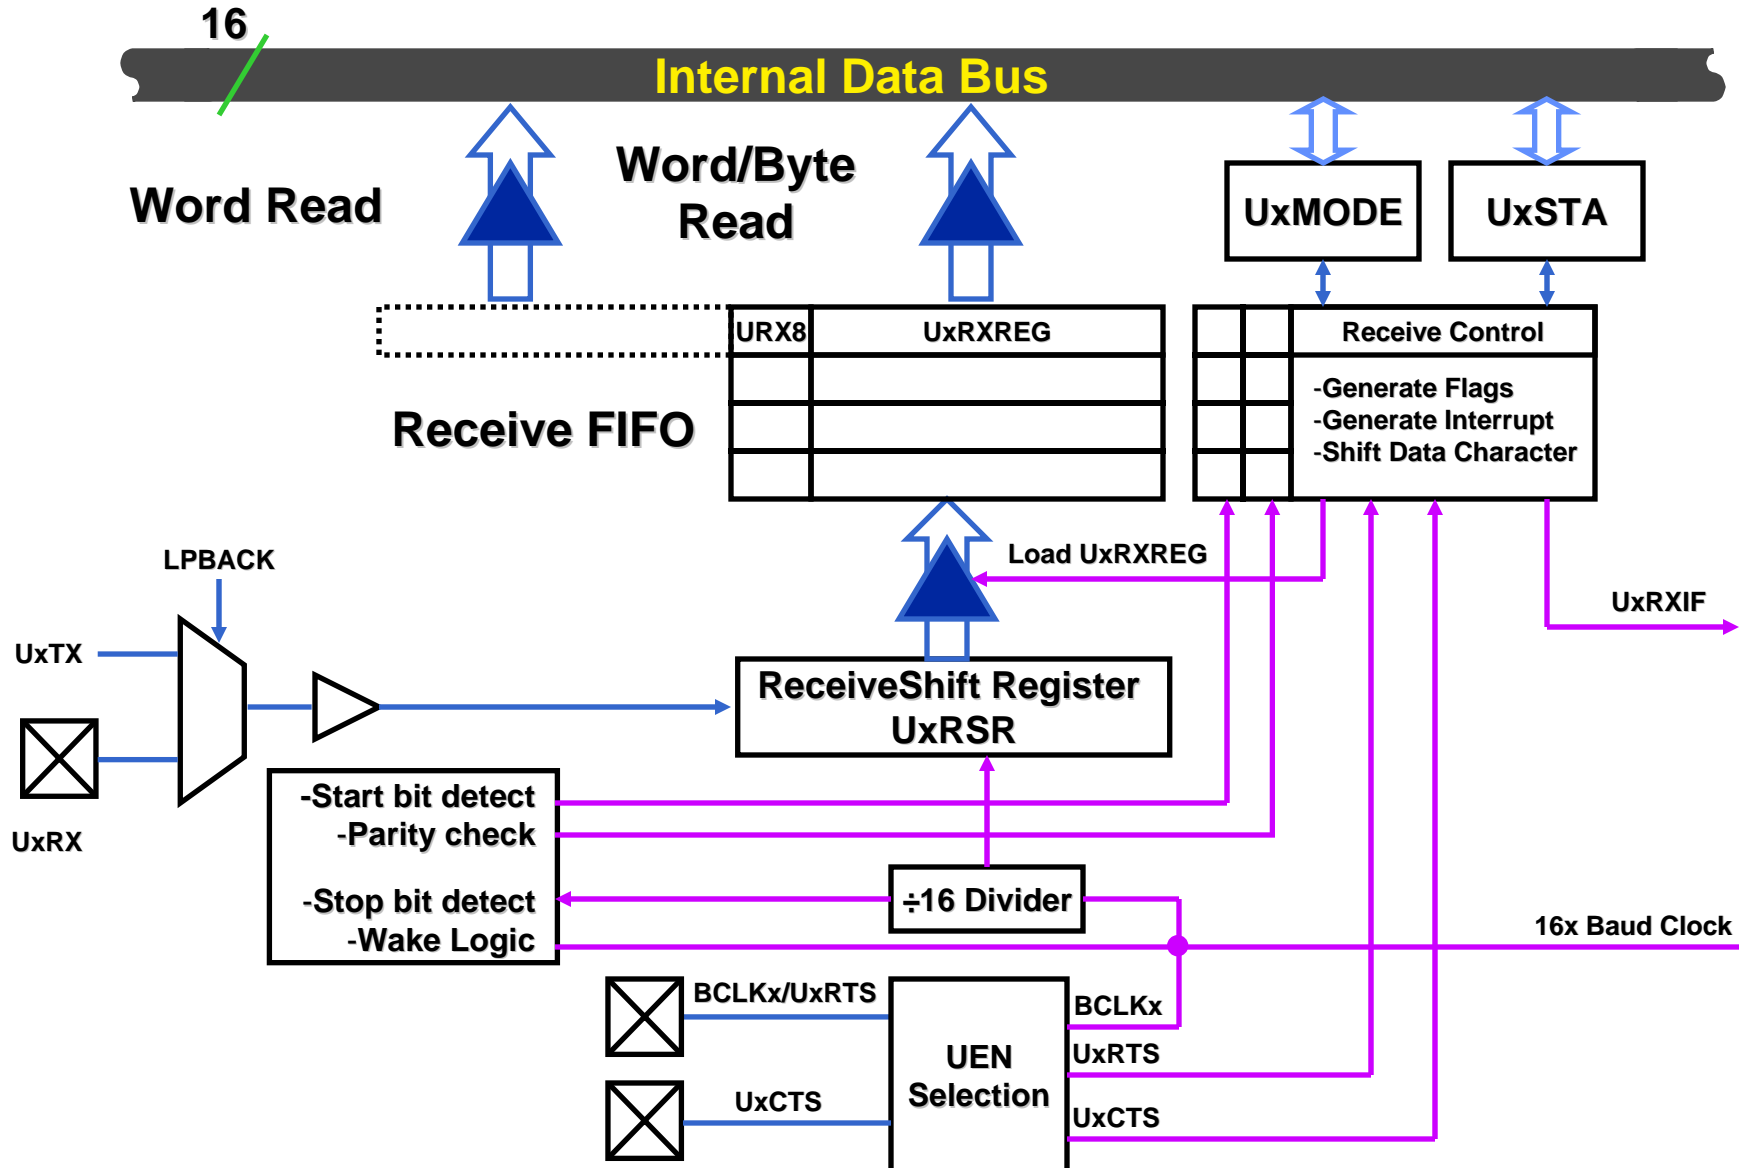 16
Internal Data Bus
Word Read
Word/Byte
Read
UxMODE
UxSTA
URX8
UxRXREG
Receive Control
-Generate Flags
-Generate Interrupt
-Shift Data Character
Receive FIFO
Load UxRXREG
LPBACK
UxRXIF
UxTX
ReceiveShift Register
UxRSR
UxRX
-Start bit detect
-Parity check
-Stop bit detect
-Wake Logic
÷16 Divider
16x Baud Clock
BCLKx/UxRTS
BCLKx
UEN
Selection
UxRTS
UxCTS
UxCTS